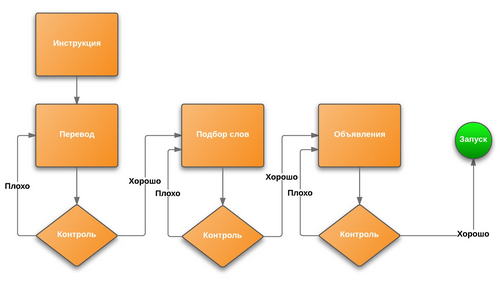 Инструкция
Перевод
Подбор слов
Объявления
Запуск
Плохо
Хорошо
Плохо
Хорошо
Плохо
Контроль
Контроль
Контроль
Хорошо